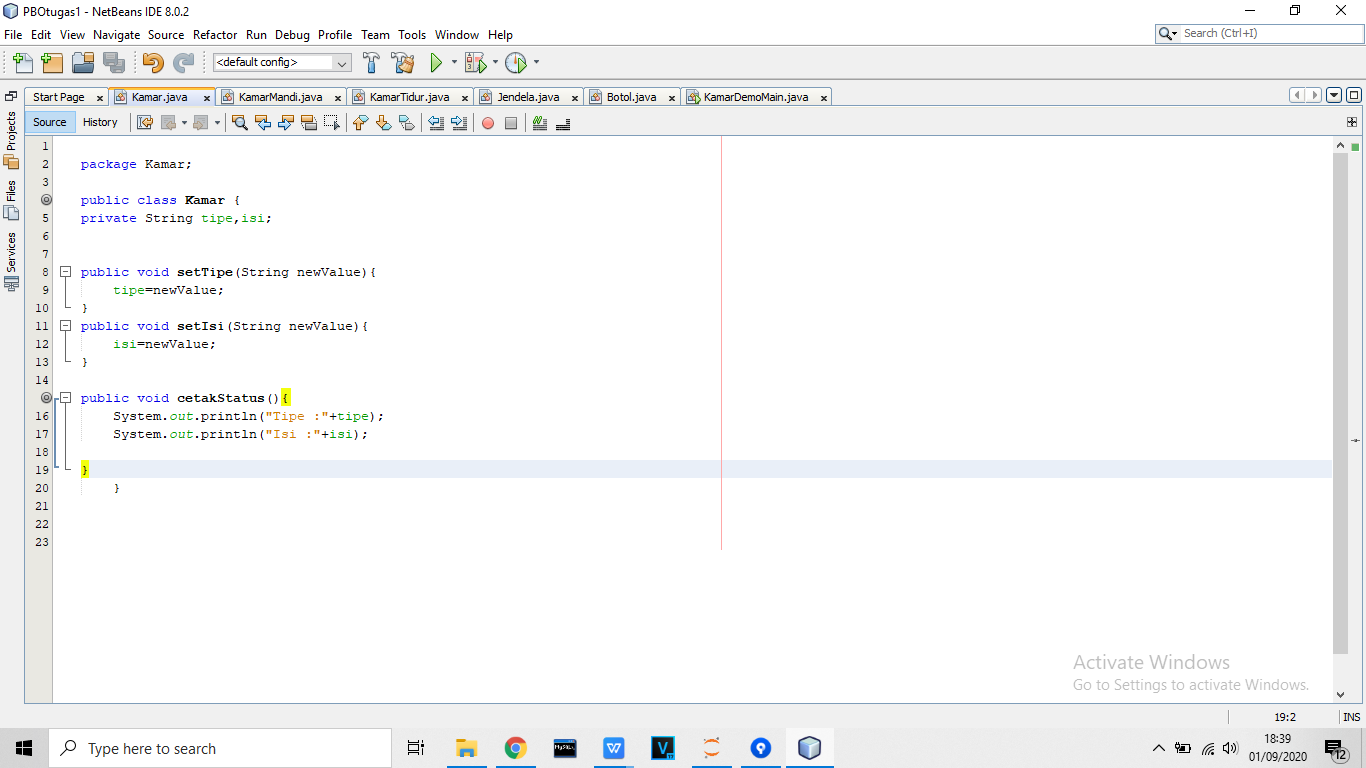 PBOtugas1 - NetBeans IDE 8.0.2
File Edit View Navigate Source Refactor Run Debug Profile Team Tools Window Help
Search (Ctrl+I)
<default config>
Start Page Kamar.java KamarMandi.java KamarTidur.java Jendela.java Botol.java KamarDemoMain.java
Source History
Projects
Files
Services
1
2 package Kamar;
3
public class Kamar {
5 private String tipe,isi;
6
7
8 public void setTipe(String newValue){
9 tipe=newValue;
10 }
11 public void setIsi(String newValue){
12 isi=newValue;
13 }
14
public void cetakStatus(){
16 System.out.println("Tipe :"+tipe);
17 System.out.println("Isi :"+isi);
18
19 }
20 }
21
22
23
Activate Windows
Go to Settings to activate Windows.
19:2 INS
Type here to search
MySQL
W
V
18:39
01/09/2020
12